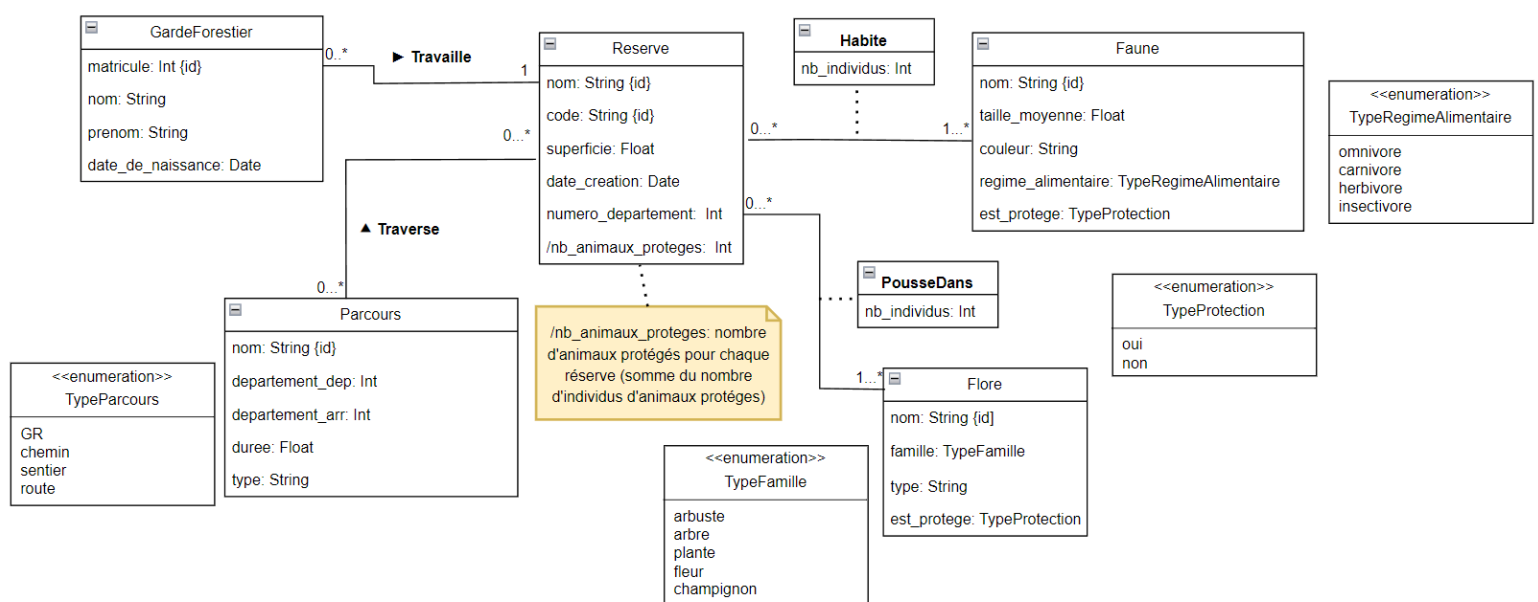 GardeForestier
matricule: Int {id}
nom: String
prenom: String
date_de_naissance: Date
0...*
► Travaille
1
Reserve
nom: String {id}
code: String {id}
superficie: Float
date_creation: Date
numero_departement: Int
/nb_animaux_proteges: Int
Habite
nb_individus: Int
0...*
1...*
Faune
nom: String {id}
taille_moyenne: Float
couleur: String
regime_alimentaire: TypeRegimeAlimentaire
est_protege: TypeProtection
<<enumeration>>
TypeRegimeAlimentaire
omnivore
carnivore
herbivore
insectivore
0...*
▲ Traverse
0...*
Parcours
nom: String {id}
departement_dep: Int
departement_arr: Int
duree: Float
type: String
<<enumeration>>
TypeParcours
GR
chemin
sentier
route
/nb_animaux_proteges: nombre
d'animaux protégés pour chaque
réserve (somme du nombre
d'individus d'animaux protéges)
0...*
PousseDans
nb_individus: Int
<<enumeration>>
TypeProtection
oui
non
1...*
Flore
nom: String {id]
famille: TypeFamille
type: String
est_protege: TypeProtection
<<enumeration>>
TypeFamille
arbuste
arbre
plante
fleur
champignon